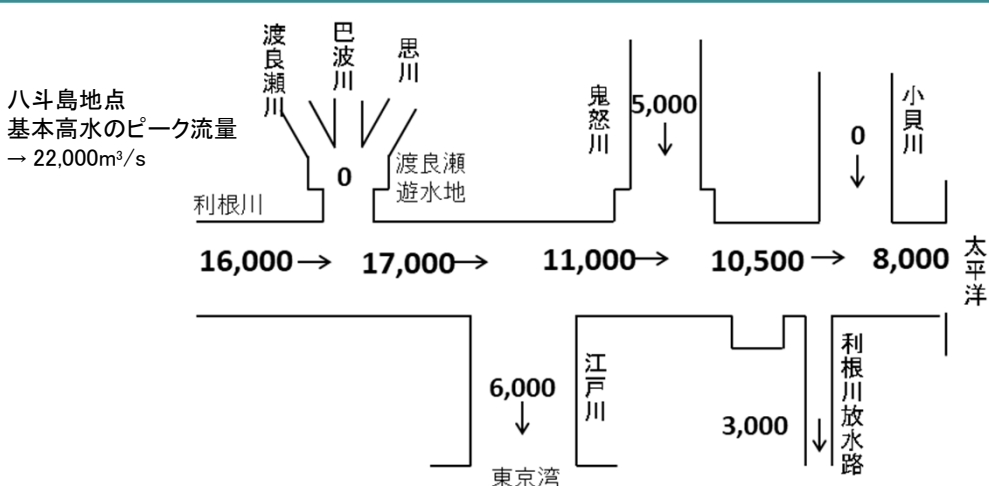 八斗島地点
基本高水のピーク流量
→ 22,000m³/s
渡良瀬川
巴波川
思川
0
渡良瀬
遊水地
鬼怒川
5,000
小貝川
0
利根川
16,000
17,000
11,000
10,500
8,000
太平洋
6,000
江戸川
東京湾
3,000
利根川放水路